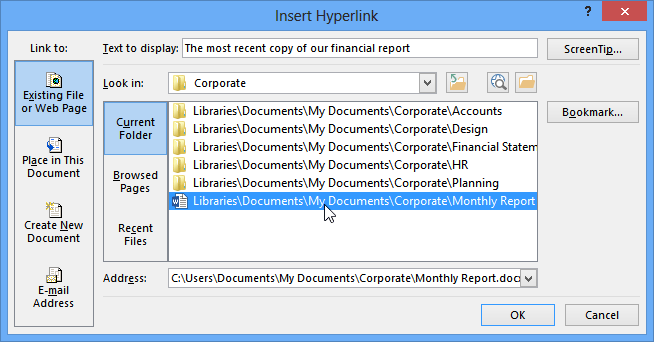 Insert Hyperlink
?
Link to:
Text to display:
The most recent copy of our financial report
ScreenTip...
Existing File
or Web Page
Look in:
Corporate
Place in This
Document
Create New
Document
E-mail
Address
Current
Folder
Browsed
Pages
Recent
Files
Libraries\Documents\My Documents\Corporate\Accounts
Libraries\Documents\My Documents\Corporate\Design
Libraries\Documents\My Documents\Corporate\Financial Statem
Libraries\Documents\My Documents\Corporate\HR
Libraries\Documents\My Documents\Corporate\Planning
Libraries\Documents\My Documents\Corporate\Monthly Report
Bookmark...
Address:
C:\Users\Documents\My Documents\Corporate\Monthly Report.doc
OK
Cancel